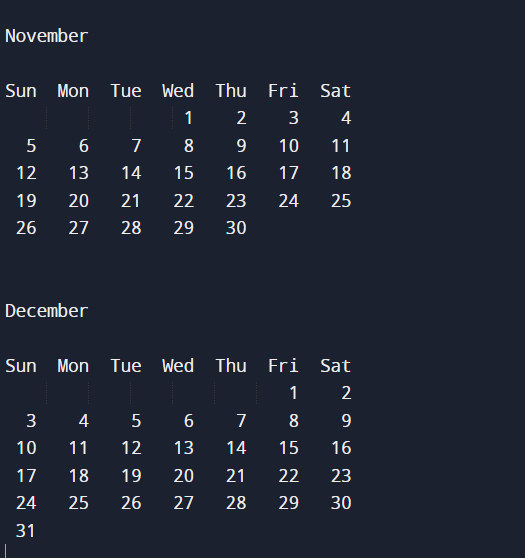 November
Sun Mon Tue Wed Thu Fri Sat
1 2 3 4
5 6 7 8 9 10 11
12 13 14 15 16 17 18
19 20 21 22 23 24 25
26 27 28 29 30
December
Sun Mon Tue Wed Thu Fri Sat
1 2
3 4 5 6 7 8 9
10 11 12 13 14 15 16
17 18 19 20 21 22 23
24 25 26 27 28 29 30
31